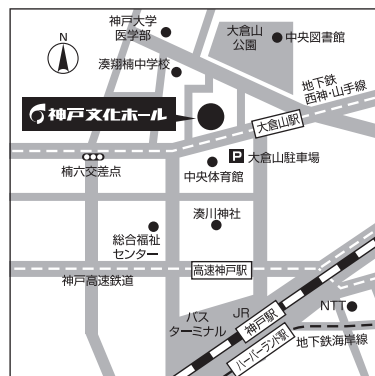 神戸大学
医学部
大倉山
公園
中央図書館
N
湊翔楠中学校
地下鉄
西神・山手線
神戸文化ホール
大倉山駅
P 大倉山駐車場
楠六交差点
中央体育館
湊川神社
総合福祉
センター
高速神戸駅
神戸高速鉄道
バス
ターミナル
JR
神戸駅
NTT
ハーバーランド駅
地下鉄海岸線